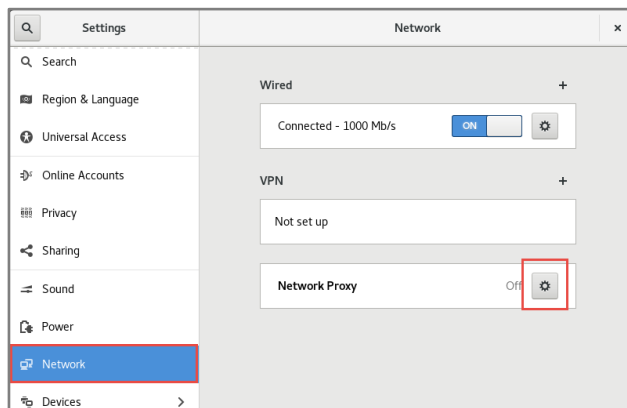 Settings
Network
Search
Region & Language
Universal Access
Online Accounts
Privacy
Sharing
Sound
Power
Network
Devices
Wired
Connected - 1000 Mb/s
ON
VPN
Not set up
Network Proxy
Off